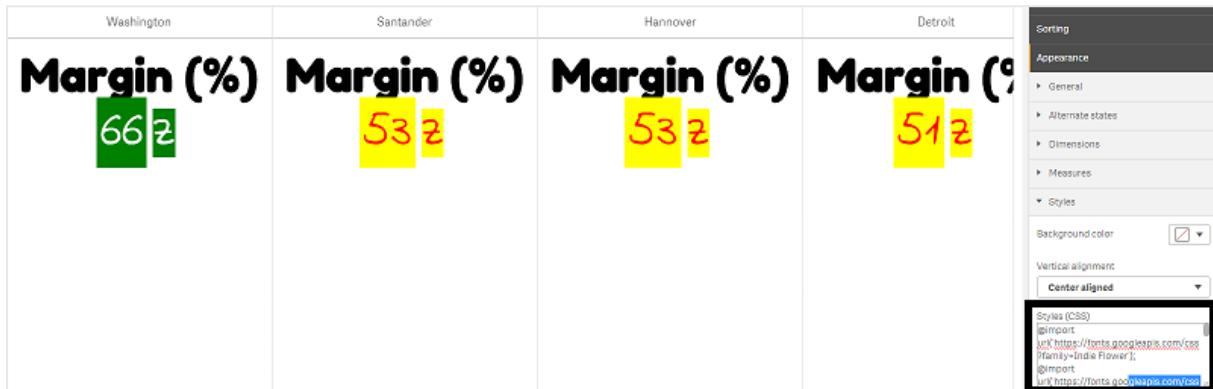 Washington
Santander
Hannover
Detroit
Margin (%)
Margin (%)
Margin (%)
Margin (%
66 z
53 z
53 z
51 z
Sorting
Appearance
General
Alternate states
Dimensions
Measures
Styles
Background color
Vertical alignment
Center aligned
Styles (CSS)
@import
url('https://fonts.googleapis.com/css
?family=Indie Flower');
@import
url('https://fonts.googleapis.com/css